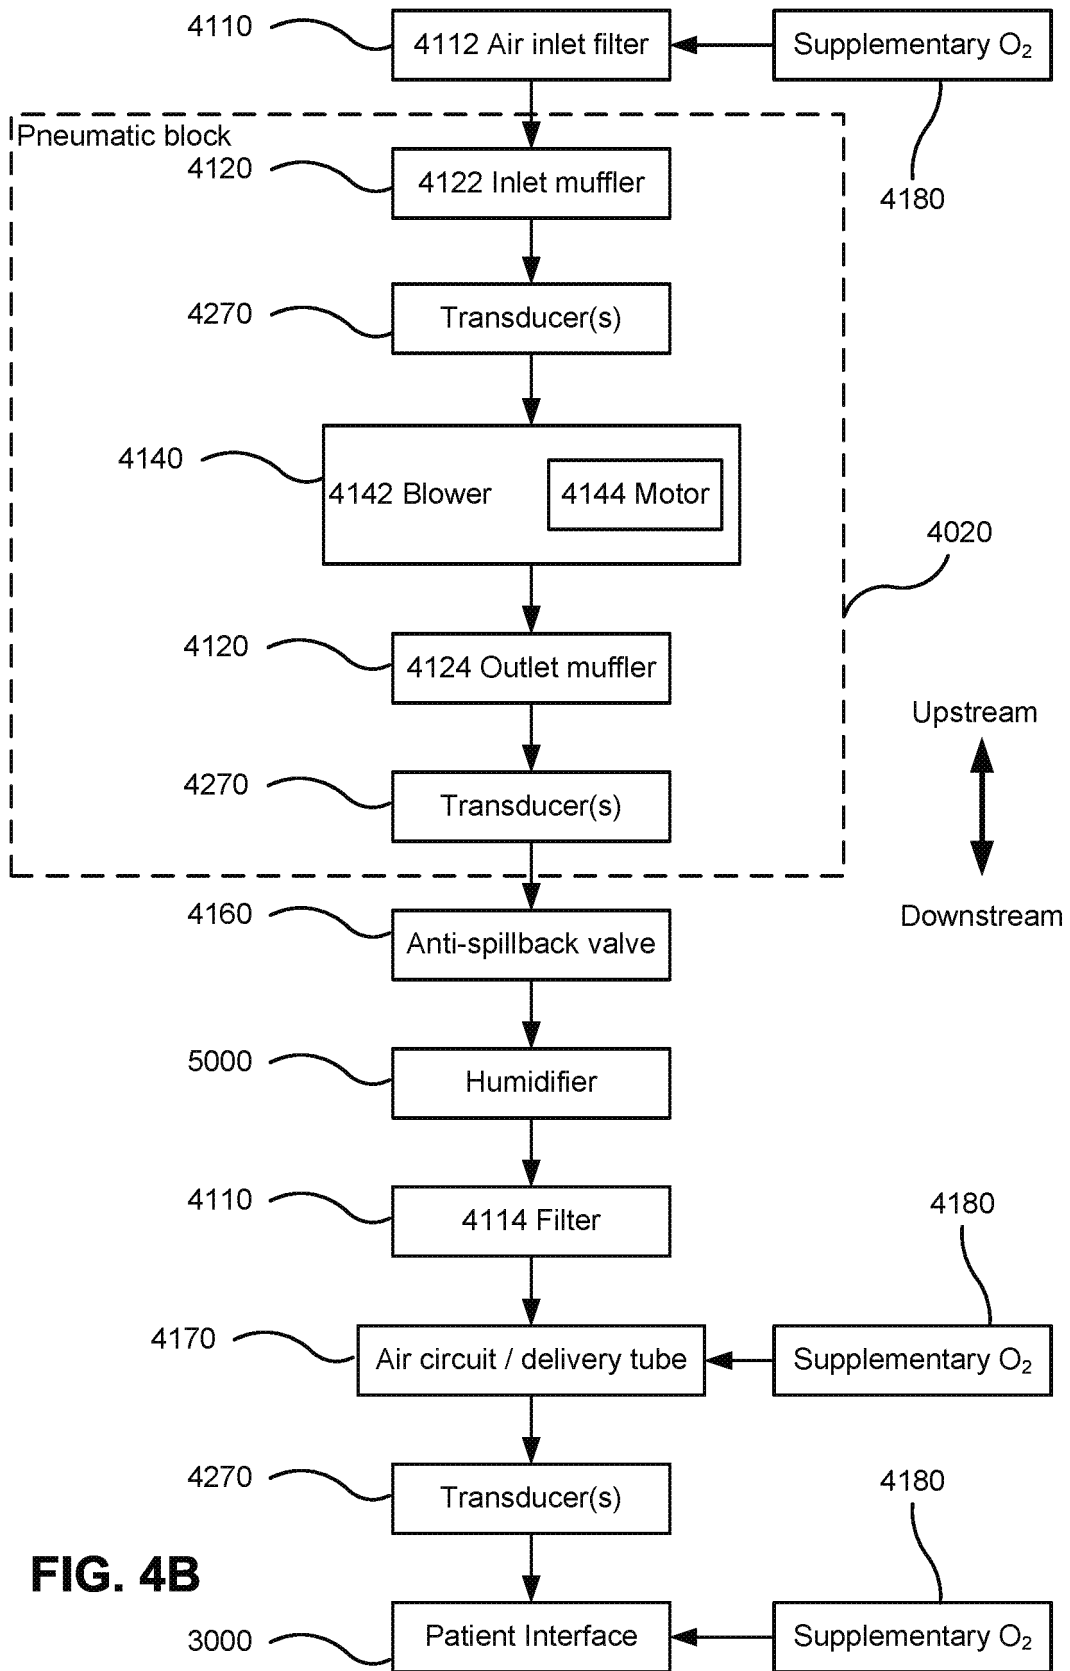 4110
4112 Air inlet filter
Supplementary O₂
Pneumatic block
4120
4122 Inlet muffler
4180
4270
Transducer(s)
4140
4142 Blower
4144 Motor
4020
4120
4124 Outlet muffler
Upstream
4270
Transducer(s)
4160
Anti-spillback valve
Downstream
5000
Humidifier
4110
4114 Filter
4180
4170
Air circuit / delivery tube
Supplementary O₂
4270
Transducer(s)
4180
FIG. 4B
3000
Patient Interface
Supplementary O₂